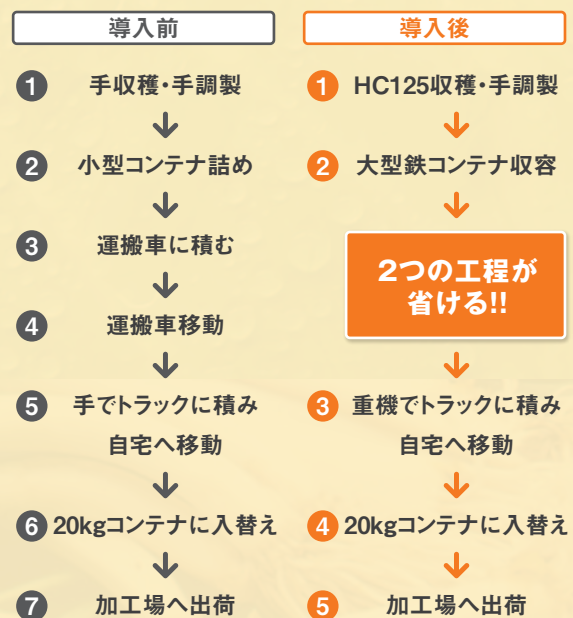 導入前
1 手収穫・手調製
2 小型コンテナ詰め
3 運搬車に積む
4 運搬車移動
5 手でトラックに積み
自宅へ移動
6 20kgコンテナに入替え
7 加工場へ出荷
導入後
1 HC125収穫・手調製
2 大型鉄コンテナ収容
2つの工程が
省ける!!
3 重機でトラックに積み
自宅へ移動
4 20kgコンテナに入替え
5 加工場へ出荷